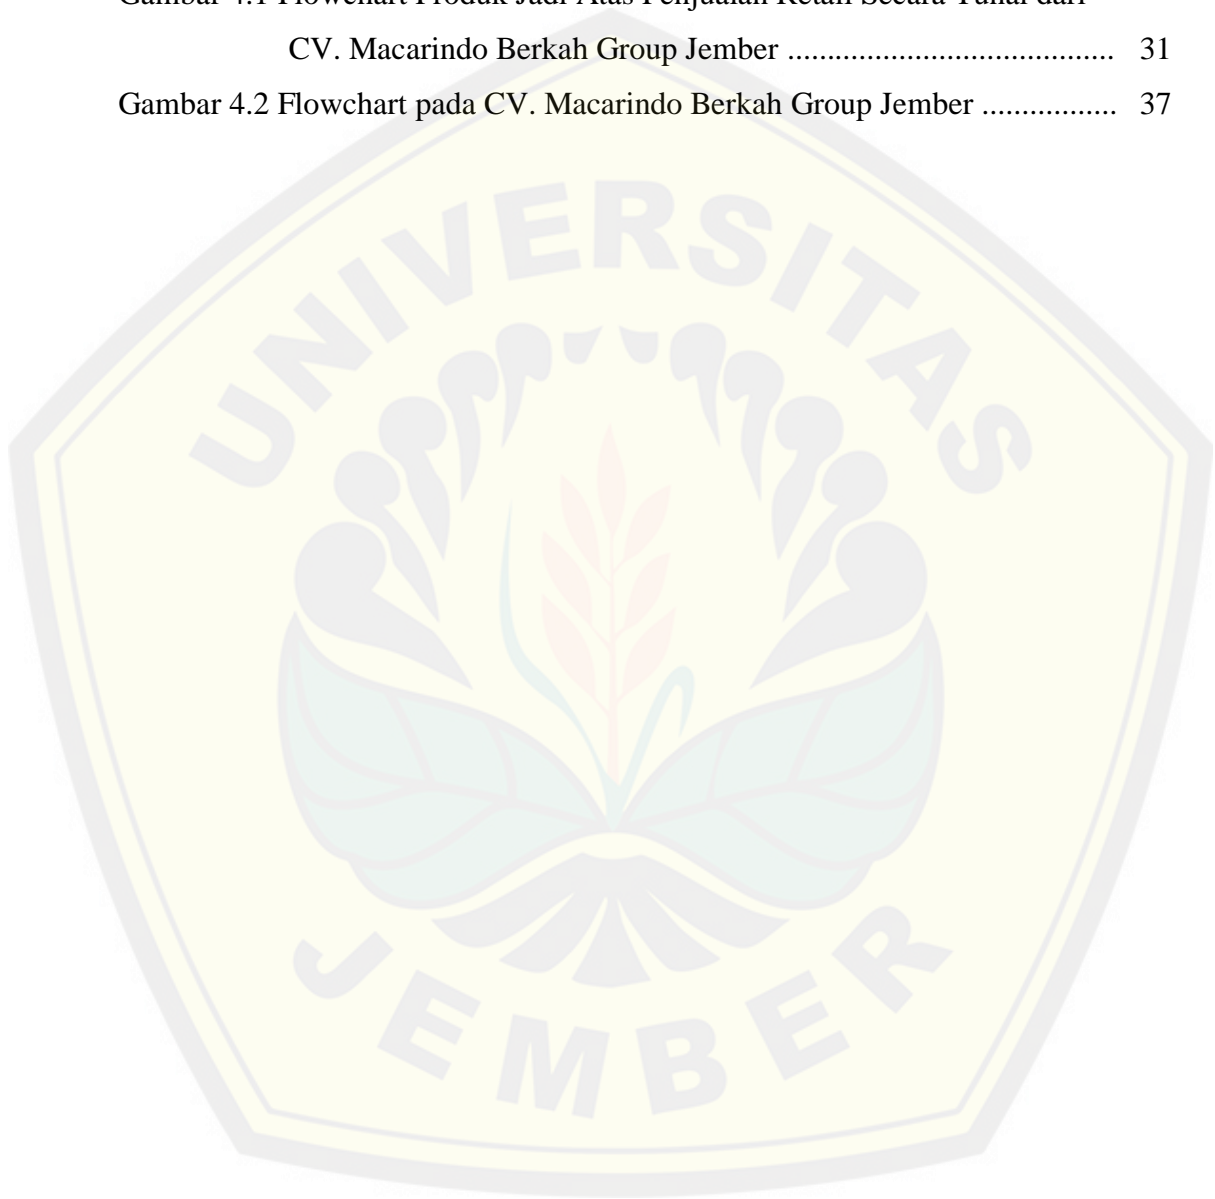 Gambar 4.1 Flowchart Produk Jadi Atas Penjualan Retail Secara Tunai dari
CV. Macarindo Berkah Group Jember ......................................... 31
Gambar 4.2 Flowchart pada CV. Macarindo Berkah Group Jember ................. 37
UNIVERSITAS
JEMBER